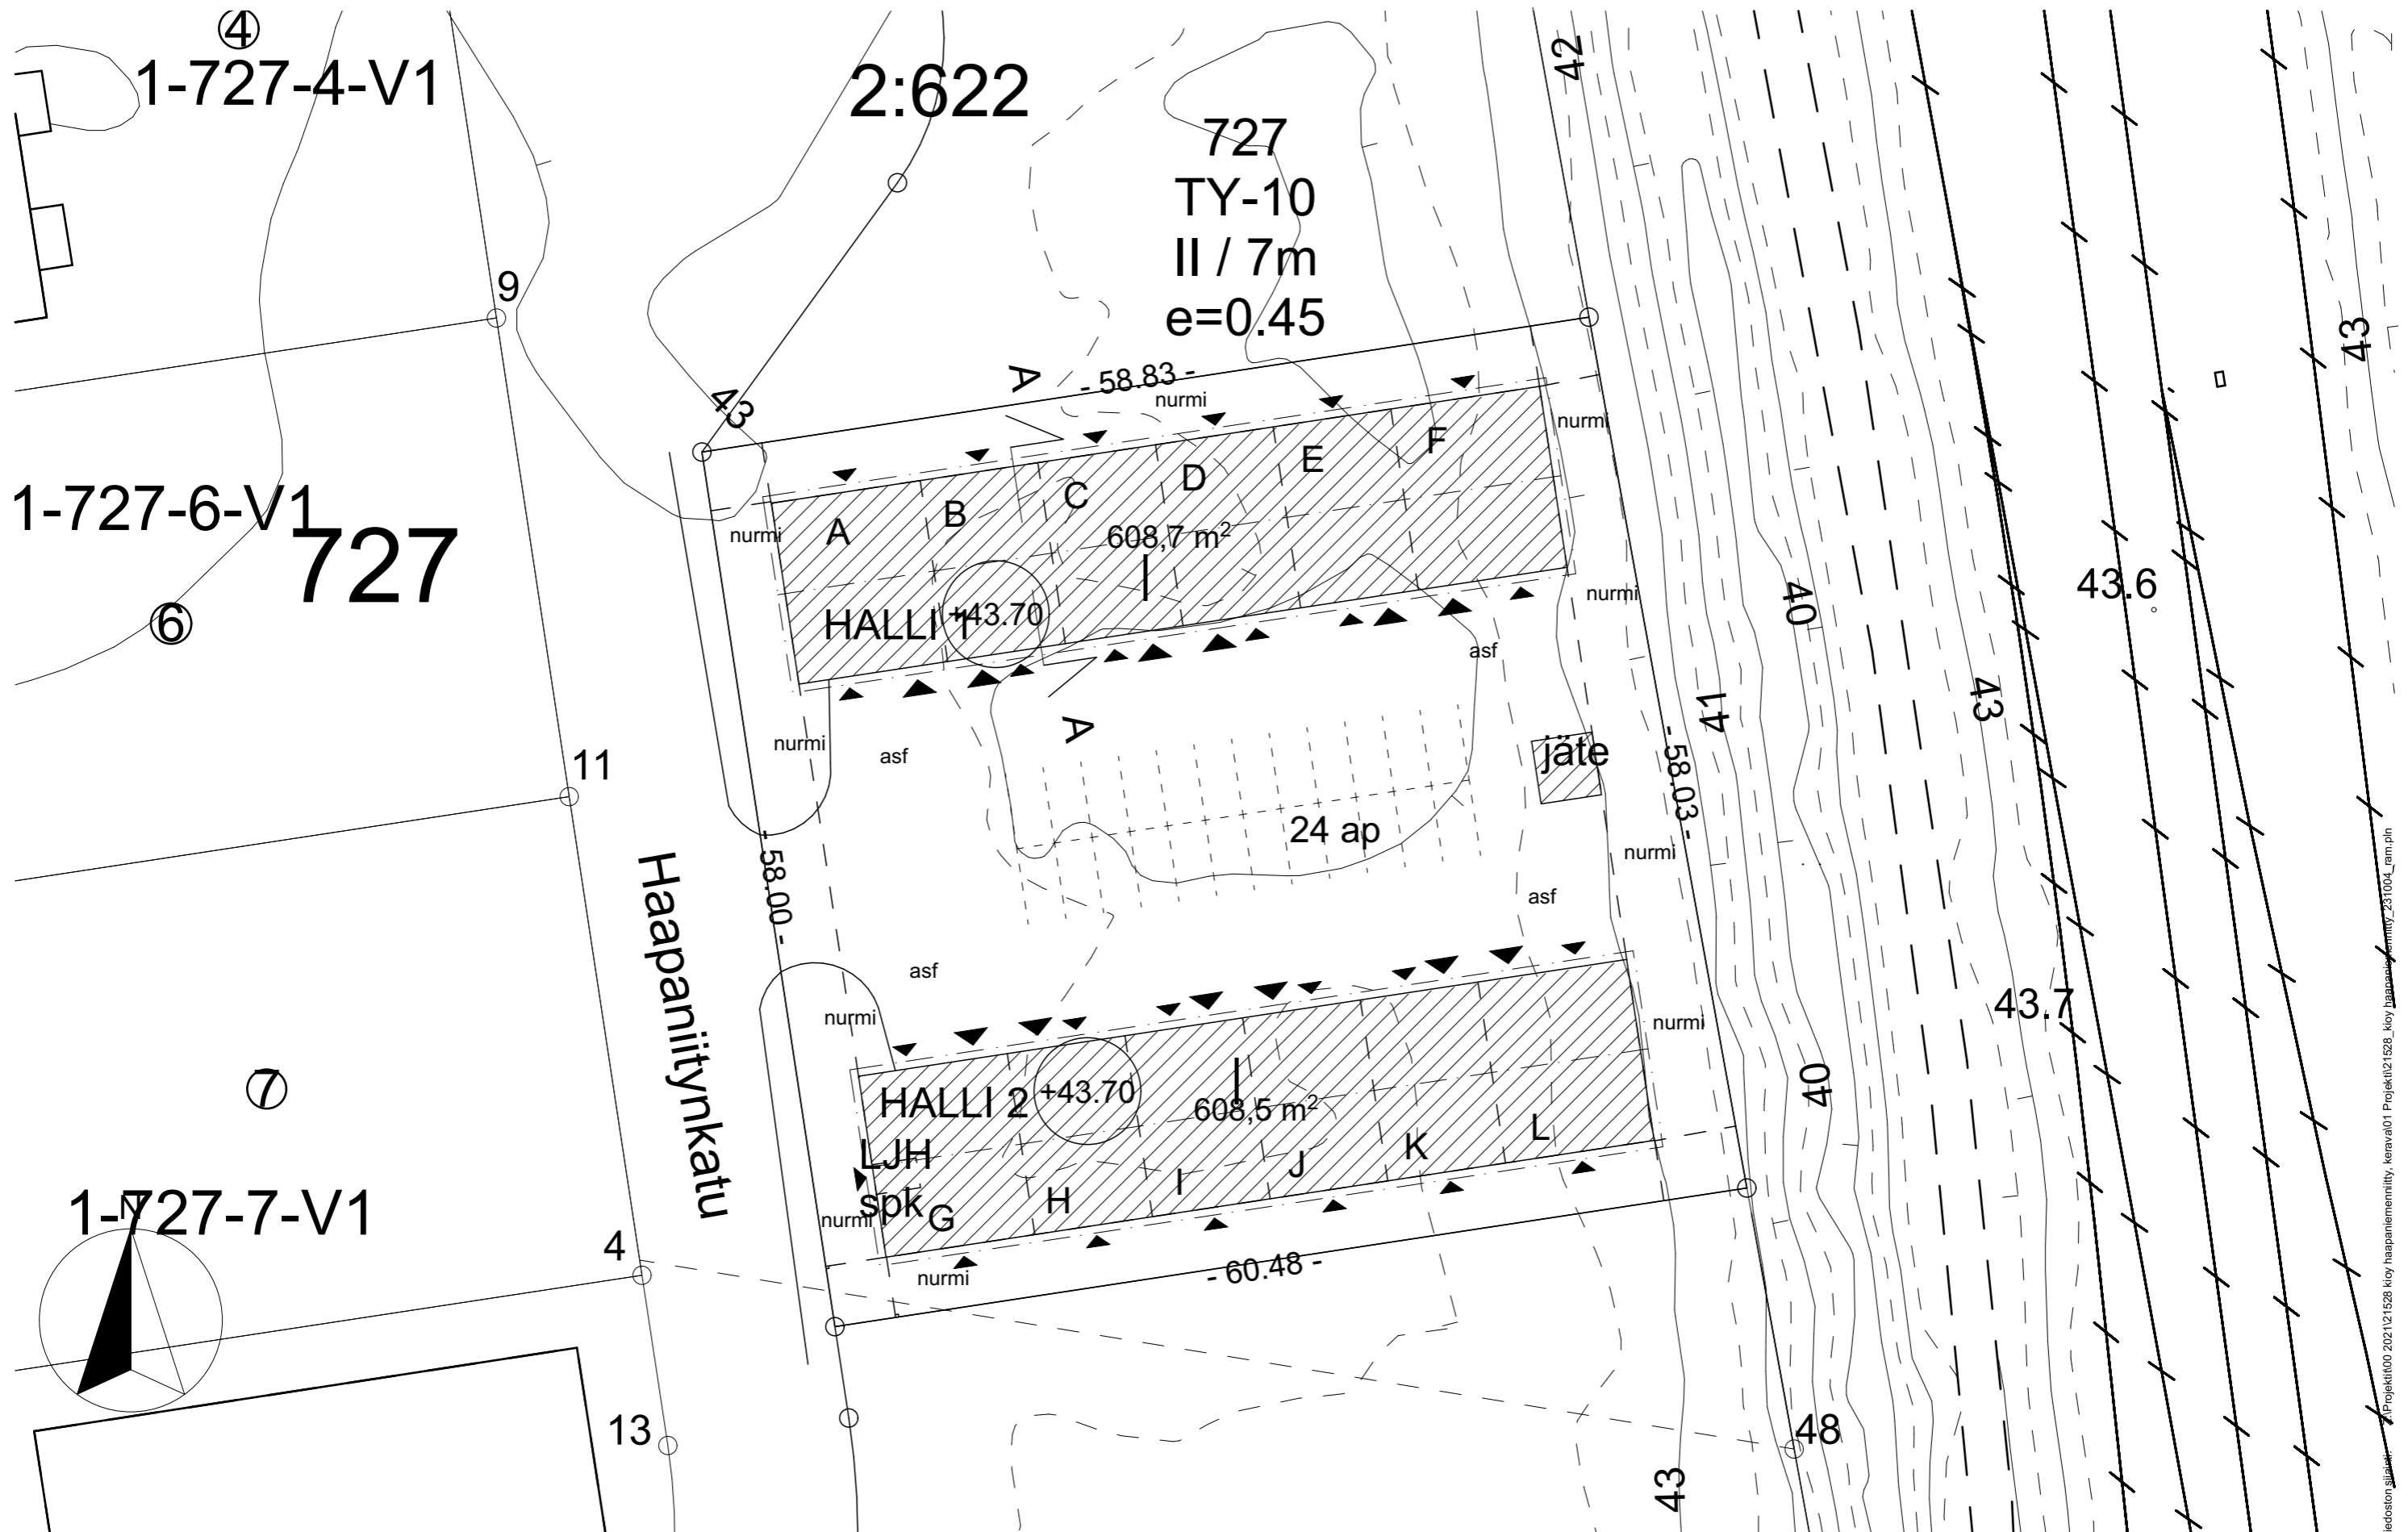 4
1-727-4-V1
2:622
42
727
TY-10
II / 7m
e=0.45
9
43
A
- 58.83 -
nurmi
43
nurmi
1-727-6-V1
727
6
nurmi
A
B
C
D
E
F
608,7 m²
I
HALLI 1
+43.70
nurmi
43.6
40
asf
A
nurmi
asf
41
43
jäte
- 58.03 -
11
24 ap
- 58.00 -
nurmi
asf
Haapaniitynkatu
asf
nurmi
nurmi
43.7
7
HALLI 2
+43.70
I
608,5 m²
40
LJH
spk
G
H
I
J
K
L
nurmi
1-727-7-V1
N
4
- 60.48 -
nurmi
13
48
43